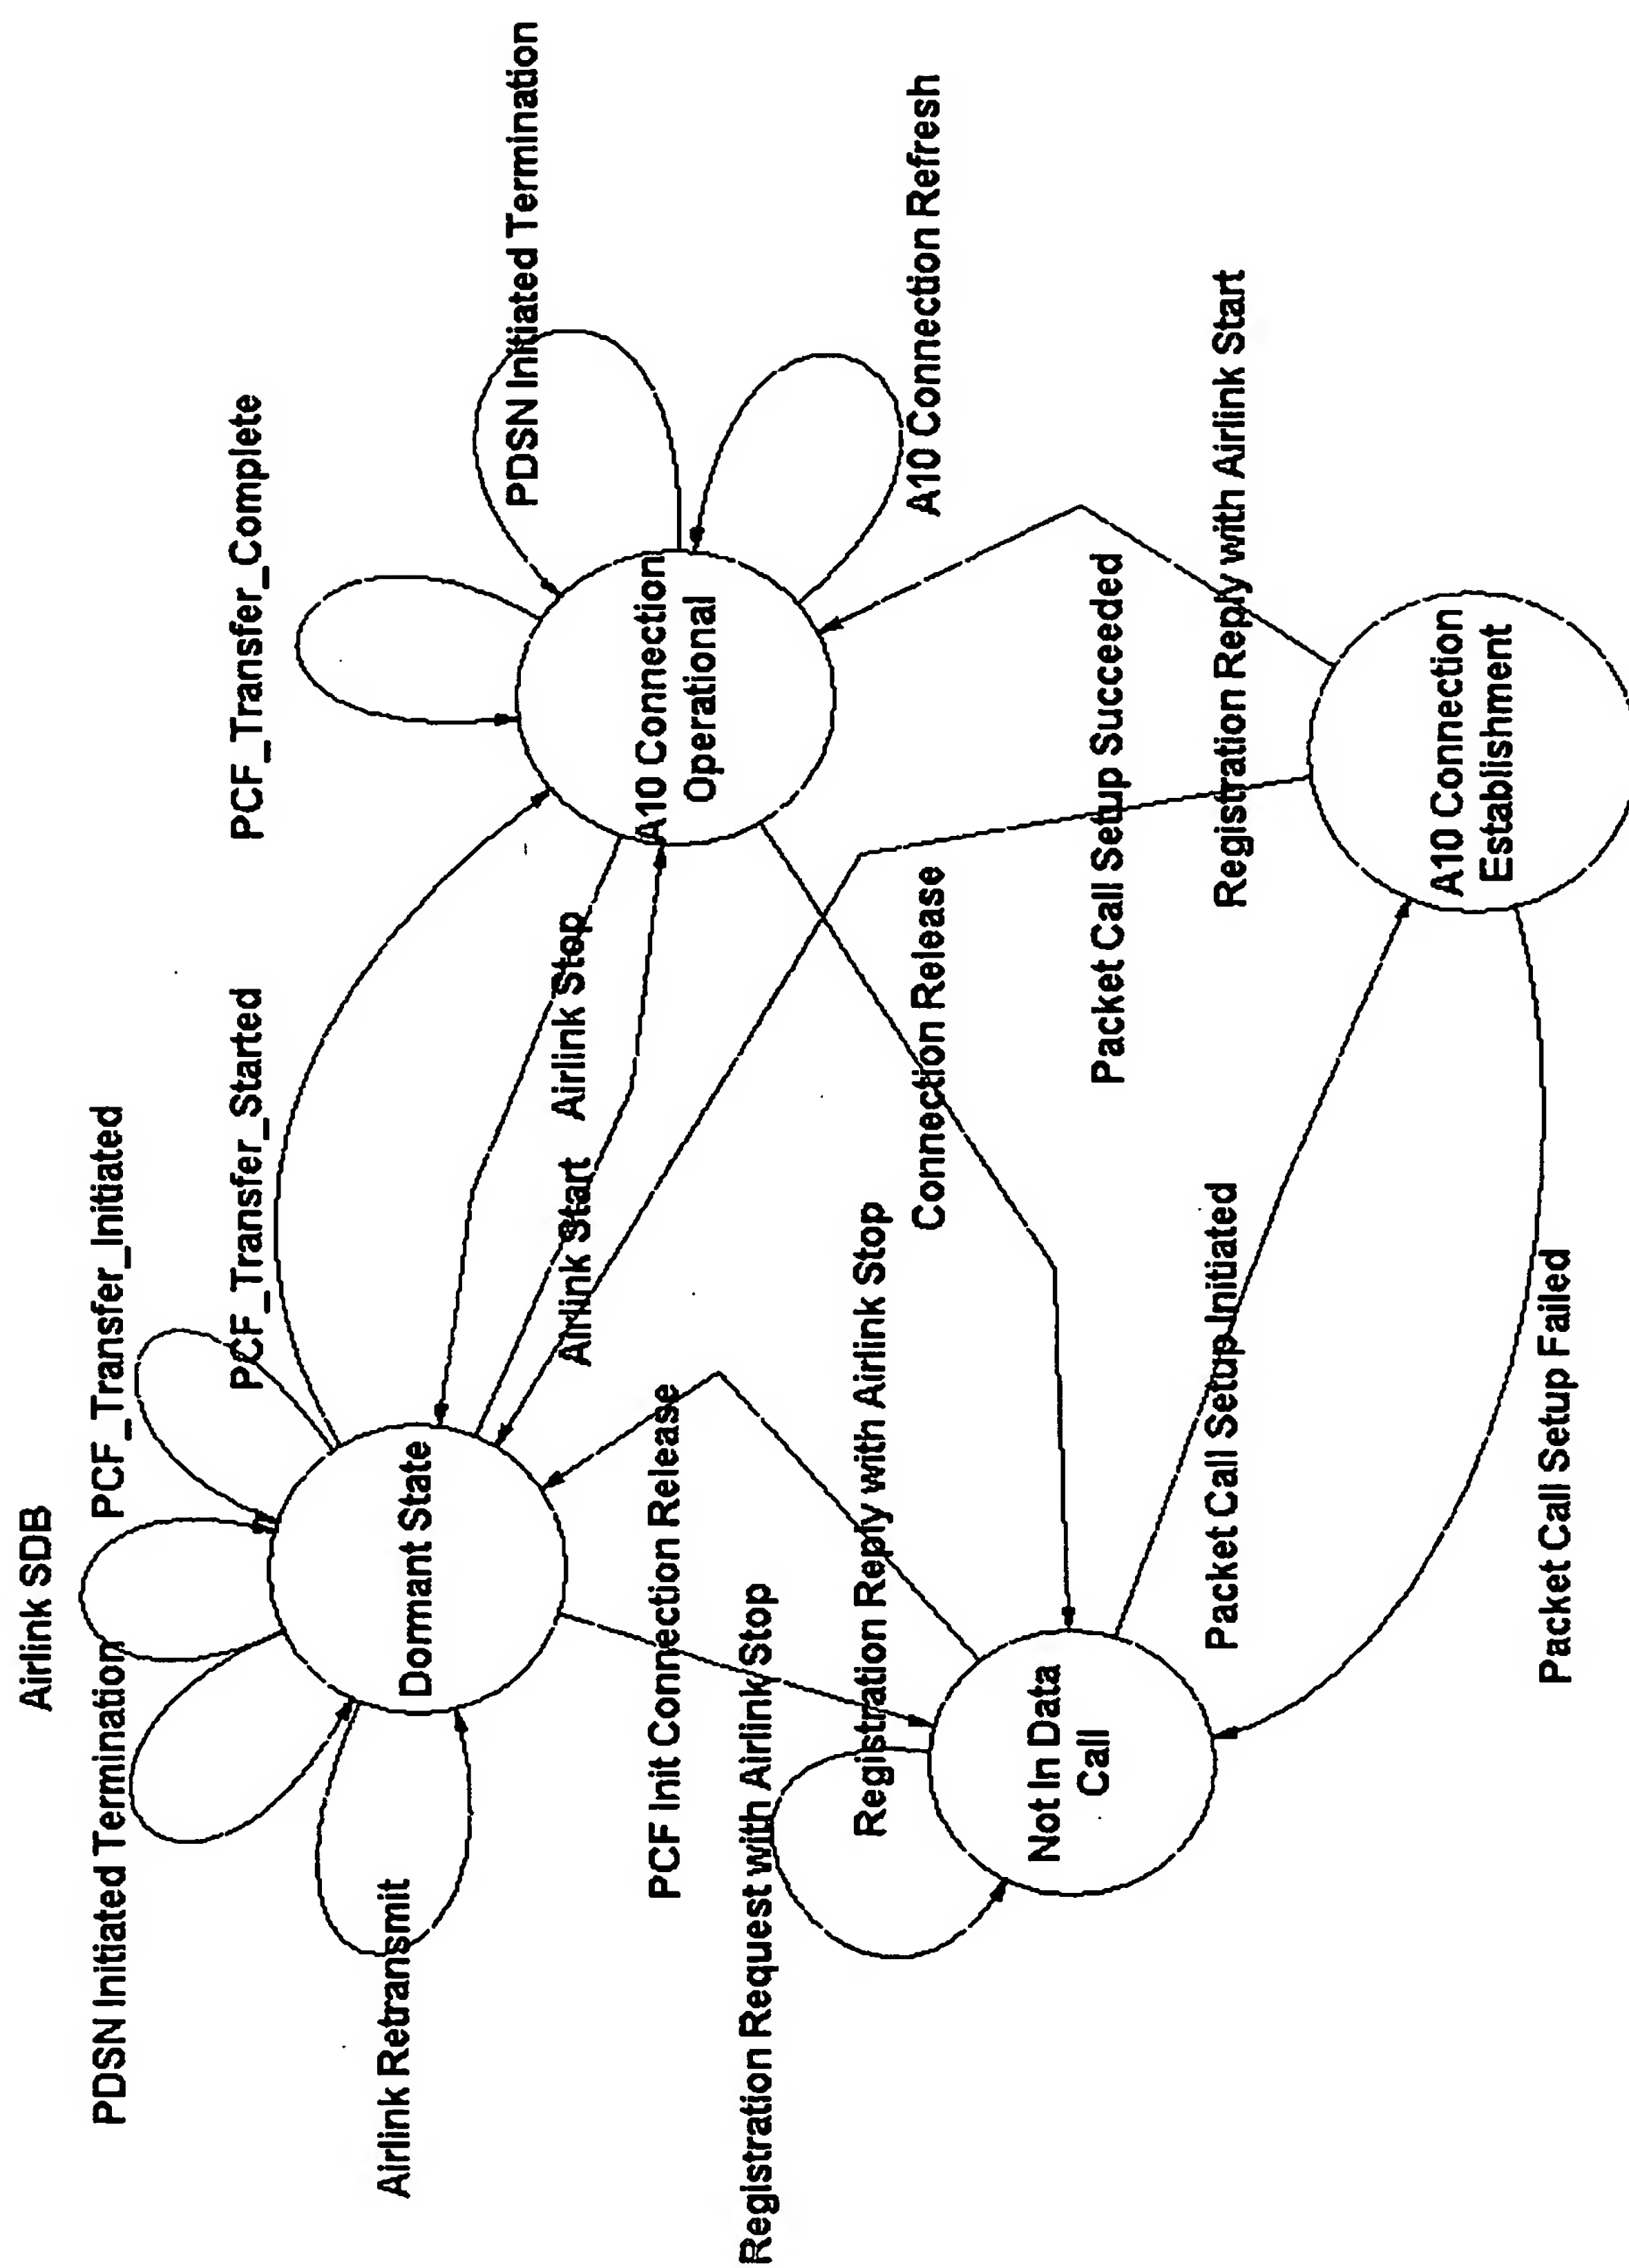 Airlink SDB
PDSN Initiated Termination
PCF_Transfer_Initiated
PCF_Transfer_Started
PCF_Transfer_Complete
Airlink Retransmit
Dormant State
PDSN Initiated Termination
Airlink Start
Airlink Stop
A10 Connection
Operational
PCF Init Connection Release
Registration Request with Airlink Stop
Registration Reply with Airlink Stop
Connection Release
A10 Connection Refresh
Not In Data
Call
Packet Call Setup Succeeded
Packet Call Setup Initiated
Registration Reply with Airlink Start
A10 Connection
Establishment
Packet Call Setup Failed